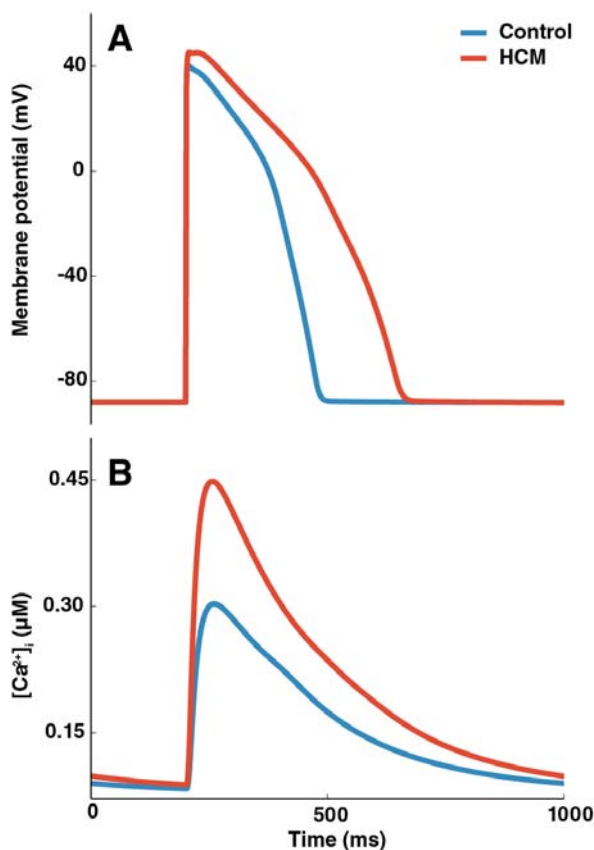 A
Control
HCM
40
0
-40
-80
Membrane potential (mV)
B
0.45
0.30
0.15
[Ca²⁺]ᵢ (µM)
0
500
1000
Time (ms)